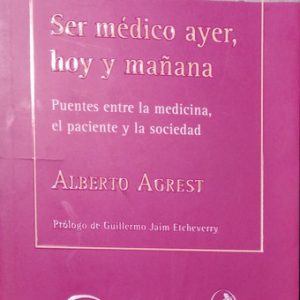 Ser médico ayer,
hoy y mañana
Puentes entre la medicina,
el paciente y la sociedad
ALBERTO AGREST
Prólogo de Guillermo Jaim Etcheverry